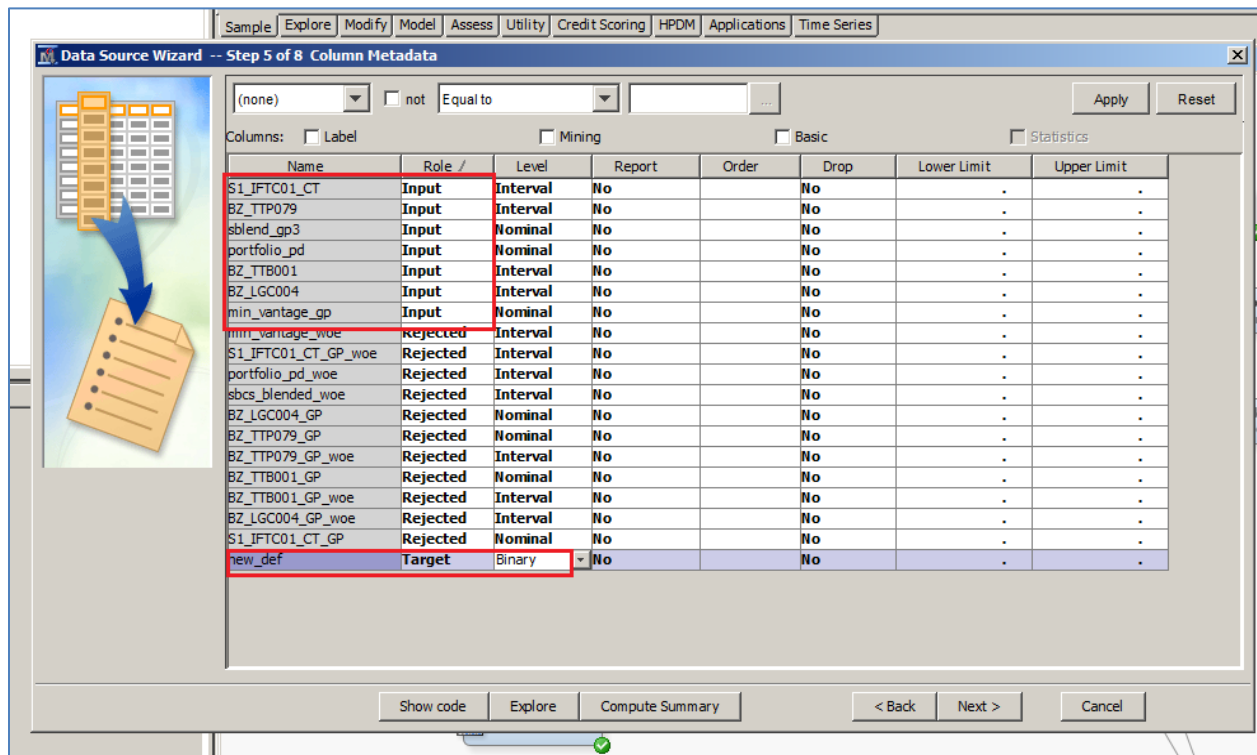 Sample Explore Modify Model Assess Utility Credit Scoring HPDM Applications Time Series
Data Source Wizard -- Step 5 of 8 Column Metadata
(none) not Equal to ... Apply Reset
Columns: Label Mining Basic Statistics
Name Role / Level Report Order Drop Lower Limit Upper Limit
S1_IFTC01_CT Input Interval No No . .
BZ_TTP079 Input Interval No No . .
sblend_gp3 Input Nominal No No . .
portfolio_pd Input Nominal No No . .
BZ_TTB001 Input Interval No No . .
BZ_LGC004 Input Interval No No . .
min_vantage_gp Input Nominal No No . .
min_vantage_woe Rejected Interval No No . .
S1_IFTC01_CT_GP_woe Rejected Interval No No . .
portfolio_pd_woe Rejected Interval No No . .
sbcs_blended_woe Rejected Interval No No . .
BZ_LGC004_GP Rejected Nominal No No . .
BZ_TTP079_GP Rejected Nominal No No . .
BZ_TTP079_GP_woe Rejected Interval No No . .
BZ_TTB001_GP Rejected Nominal No No . .
BZ_TTB001_GP_woe Rejected Interval No No . .
BZ_LGC004_GP_woe Rejected Interval No No . .
S1_IFTC01_CT_GP Rejected Nominal No No . .
new_def Target Binary No No . .
Show code Explore Compute Summary < Back Next > Cancel